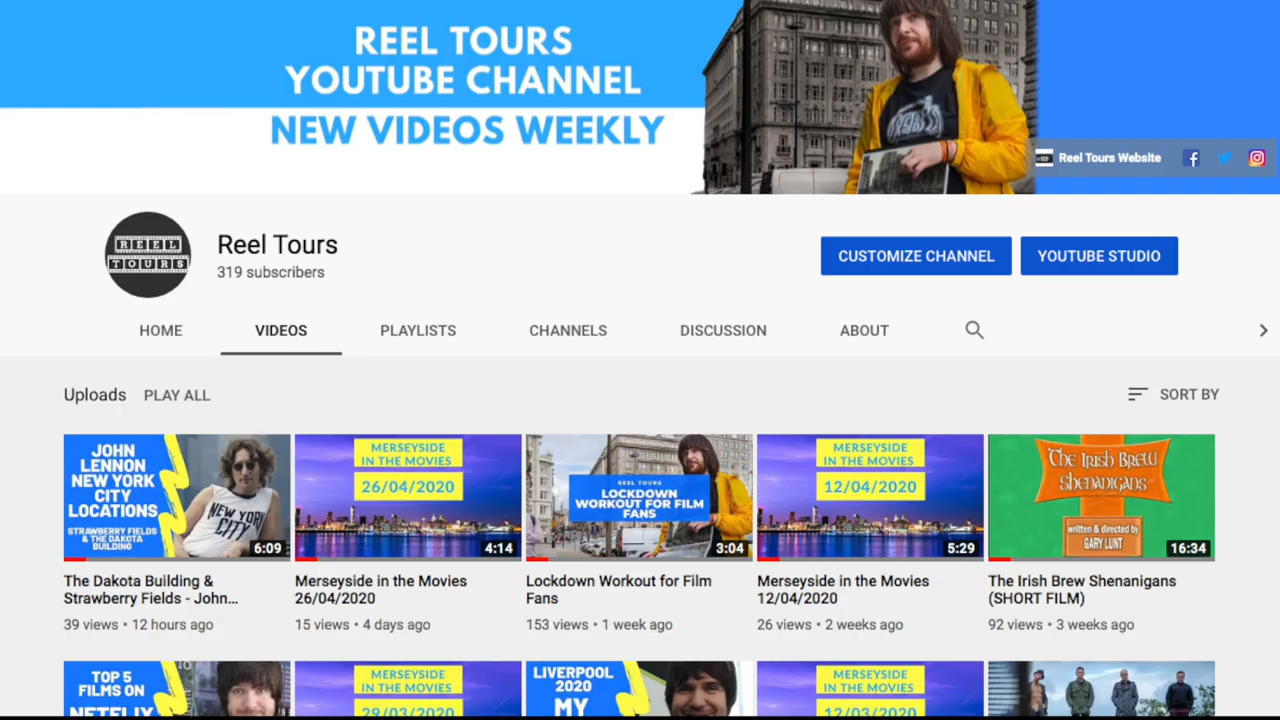 REEL TOURS
YOUTUBE CHANNEL
NEW VIDEOS WEEKLY
Reel Tours Website
REEL
TOURS
Reel Tours
319 subscribers
CUSTOMIZE CHANNEL
YOUTUBE STUDIO
HOME
VIDEOS
PLAYLISTS
CHANNELS
DISCUSSION
ABOUT
Uploads
PLAY ALL
SORT BY
JOHN
LENNON
NEW YORK
CITY
LOCATIONS
STRAWBERRY FIELDS
& THE DAKOTA
BUILDING
NEW YORK
CITY
6:09
The Dakota Building &
Strawberry Fields - John...
39 views • 12 hours ago
MERSEYSIDE
IN THE MOVIES
26/04/2020
4:14
Merseyside in the Movies
26/04/2020
15 views • 4 days ago
REEL TOURS
LOCKDOWN
WORKOUT FOR FILM
FANS
3:04
Lockdown Workout for Film
Fans
153 views • 1 week ago
MERSEYSIDE
IN THE MOVIES
12/04/2020
5:29
Merseyside in the Movies
12/04/2020
26 views • 2 weeks ago
The Irish Brew
Shenanigans
written & directed by
GARY LUNT
16:34
The Irish Brew Shenanigans
(SHORT FILM)
92 views • 3 weeks ago
TOP 5
FILMS ON
NETFLIX
MERSEYSIDE
IN THE MOVIES
29/03/2020
LIVERPOOL
2020
MY
MERSEYSIDE
IN THE MOVIES
12/03/2020